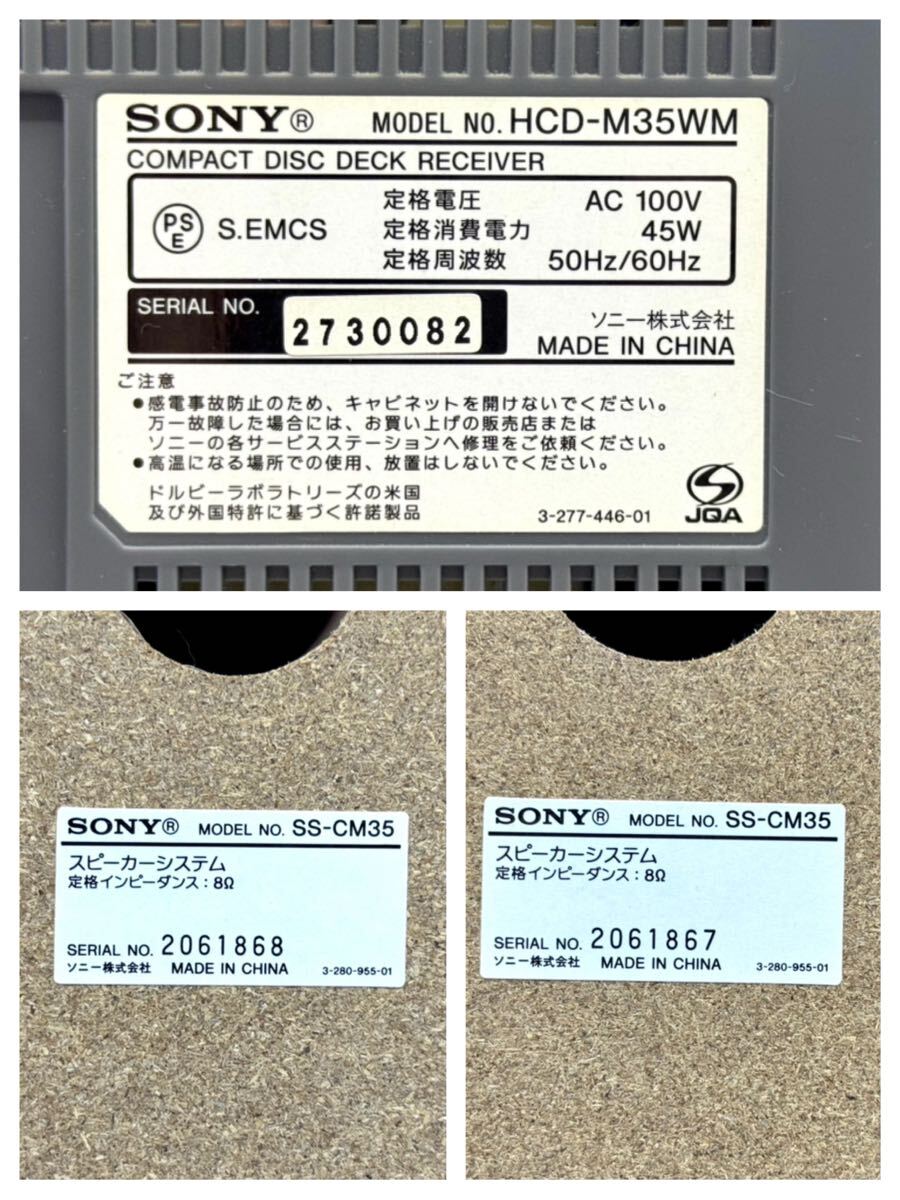 SONY® MODEL NO. HCD-M35WM
COMPACT DISC DECK RECEIVER
PSE S.EMCS
定格電圧 AC 100V
定格消費電力 45W
定格周波数 50Hz/60Hz
SERIAL NO. 2730082
ソニー株式会社
MADE IN CHINA
ご注意
●感電事故防止のため、キャビネットを開けないでください。
万一故障した場合には、お買い上げの販売店または
ソニーの各サービスステーションへ修理をご依頼ください。
●高温になる場所での使用、放置はしないでください。
ドルビーラボラトリーズの米国
及び外国特許に基づく許諾製品
3-277-446-01
JQA
SONY® MODEL NO. SS-CM35
スピーカーシステム
定格インピーダンス：8Ω
SERIAL NO. 2061868
ソニー株式会社 MADE IN CHINA 3-280-955-01
SONY® MODEL NO. SS-CM35
スピーカーシステム
定格インピーダンス：8Ω
SERIAL NO. 2061867
ソニー株式会社 MADE IN CHINA 3-280-955-01